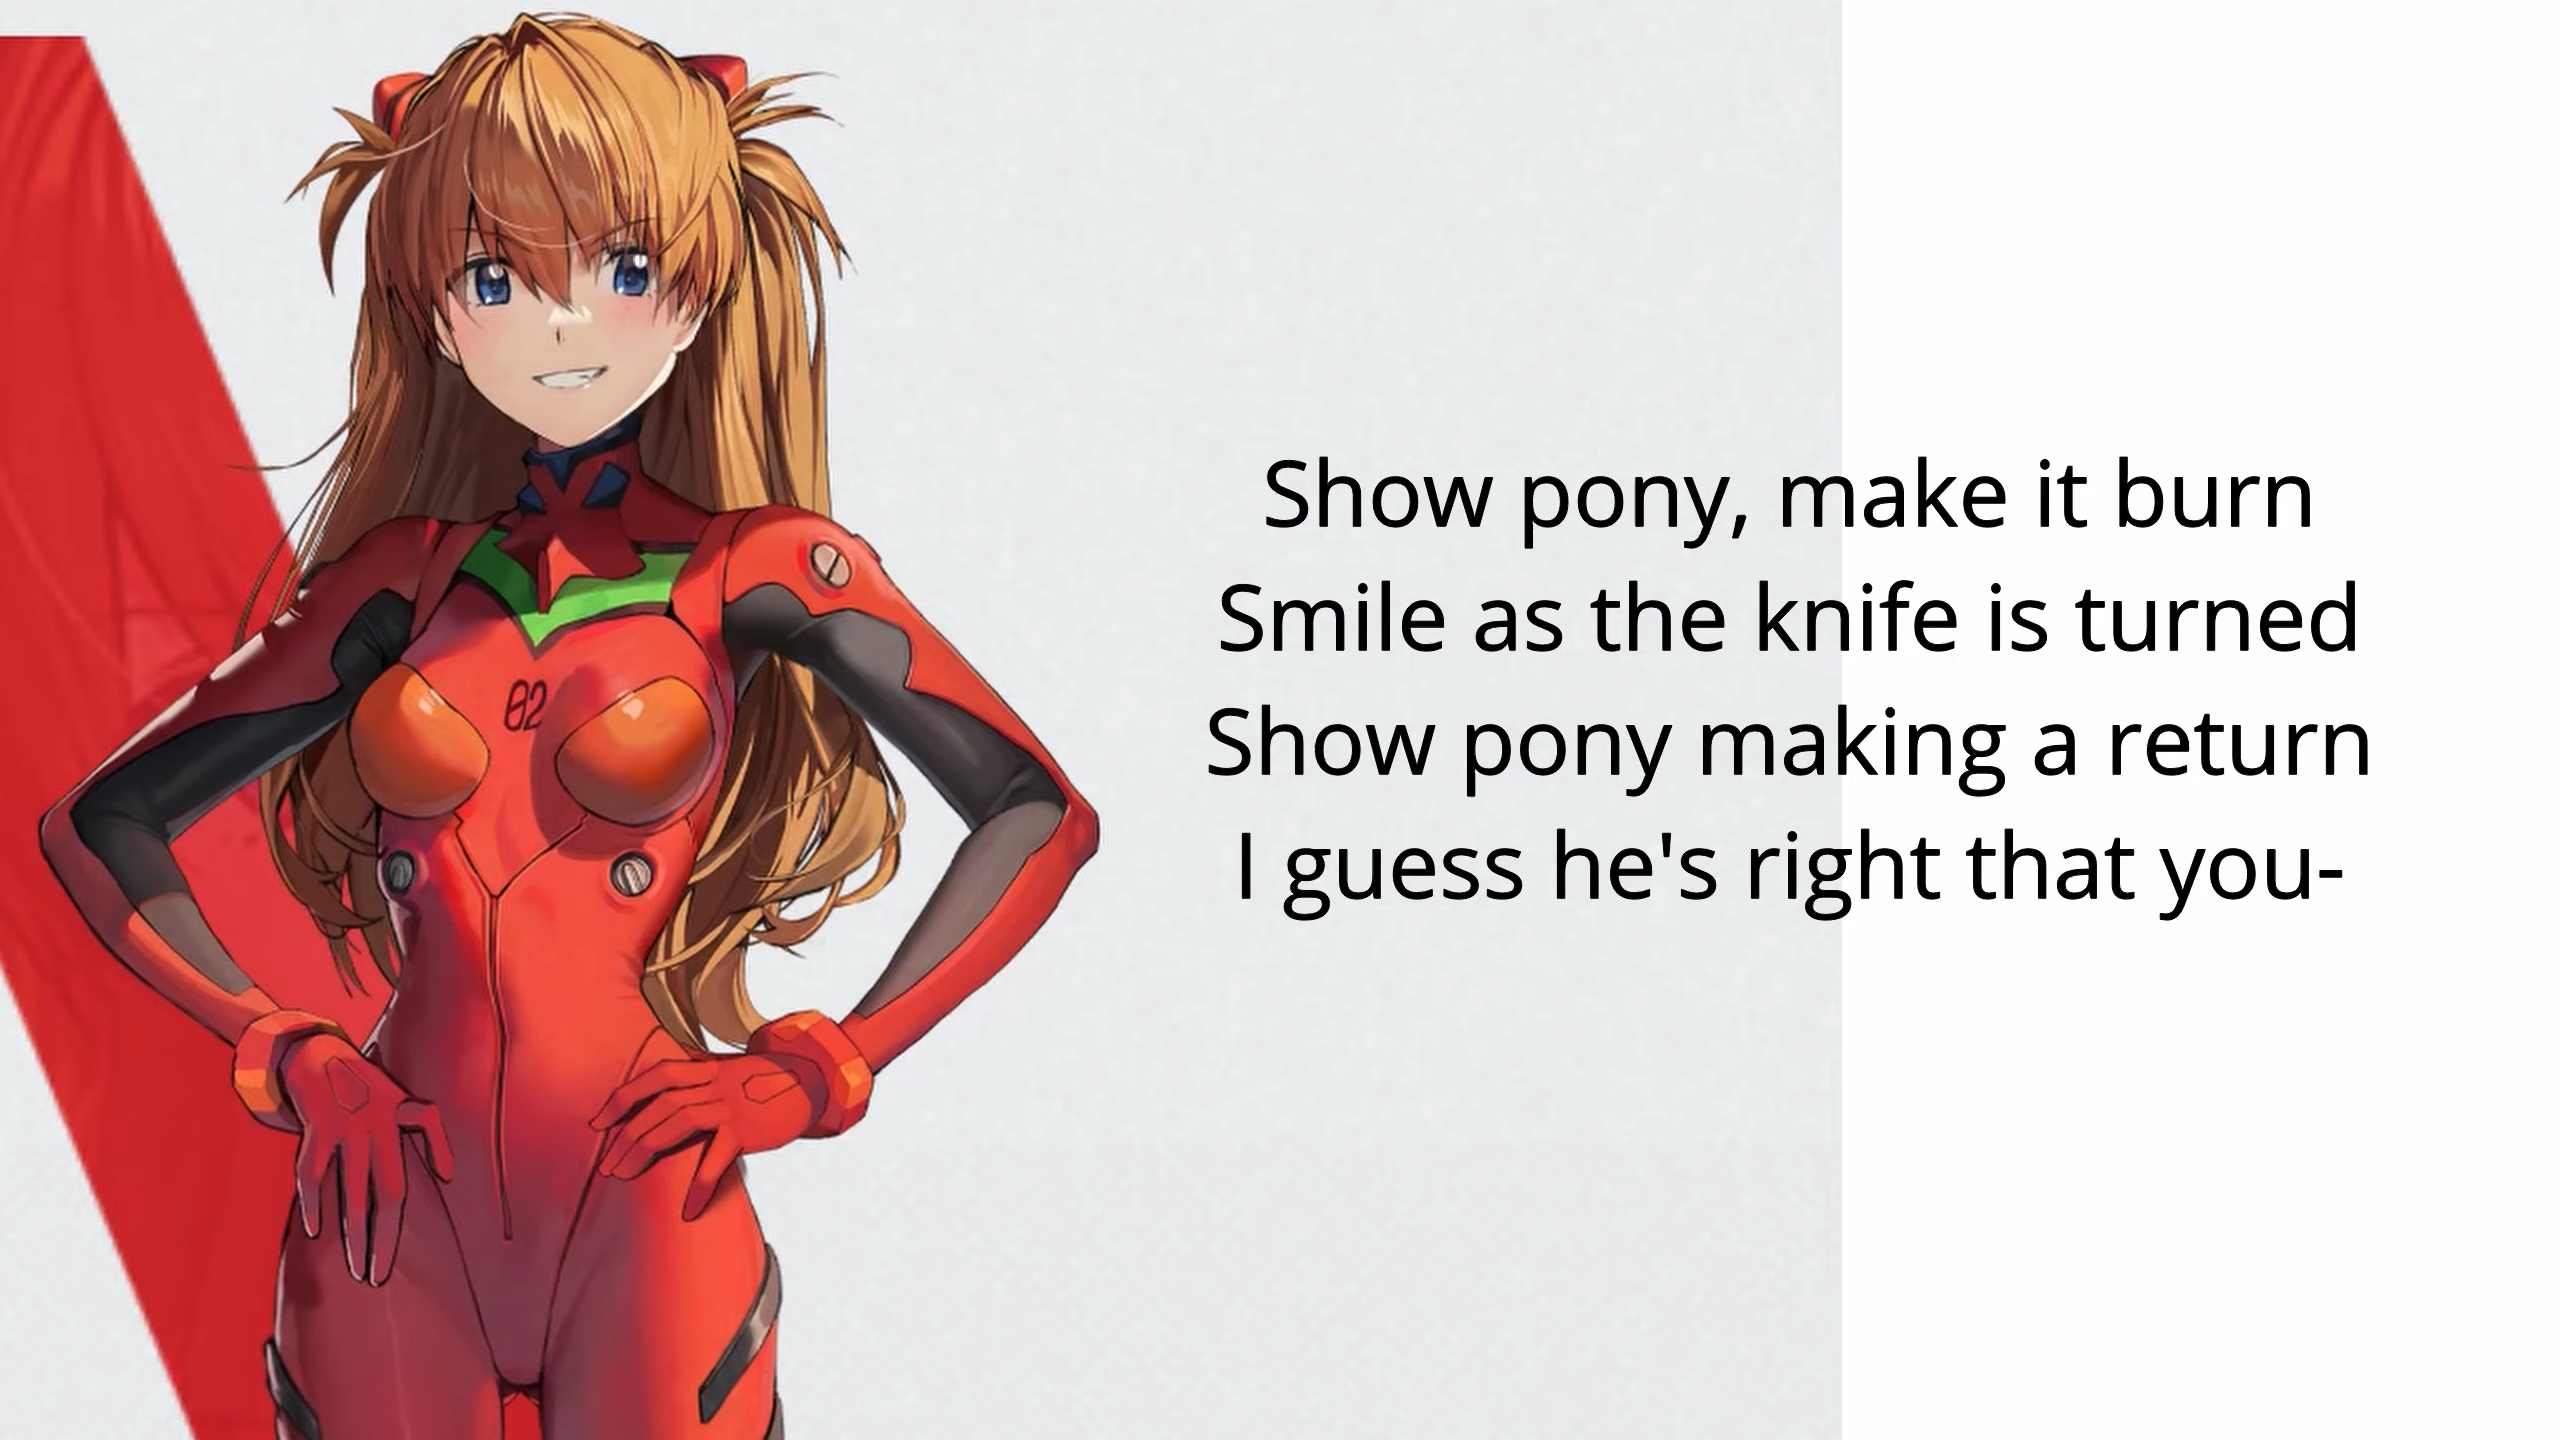 Show pony, make it burn
Smile as the knife is turned
Show pony making a return
I guess he's right that you-
02